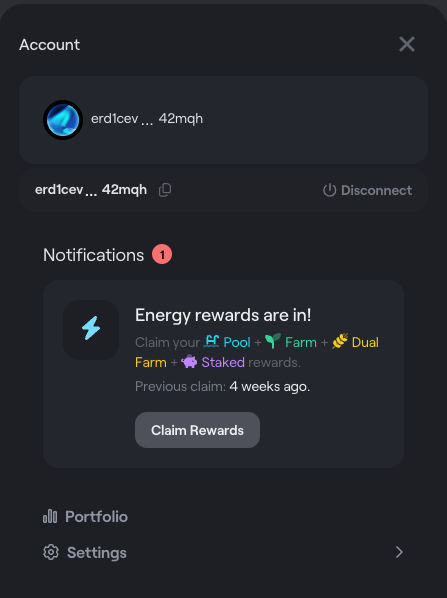 Account
erd1cev ... 42mqh
erd1cev ... 42mqh
Disconnect
Notifications 1
Energy rewards are in!
Claim your Pool + Farm + Dual
Farm + Staked rewards.
Previous claim: 4 weeks ago.
Claim Rewards
Portfolio
Settings